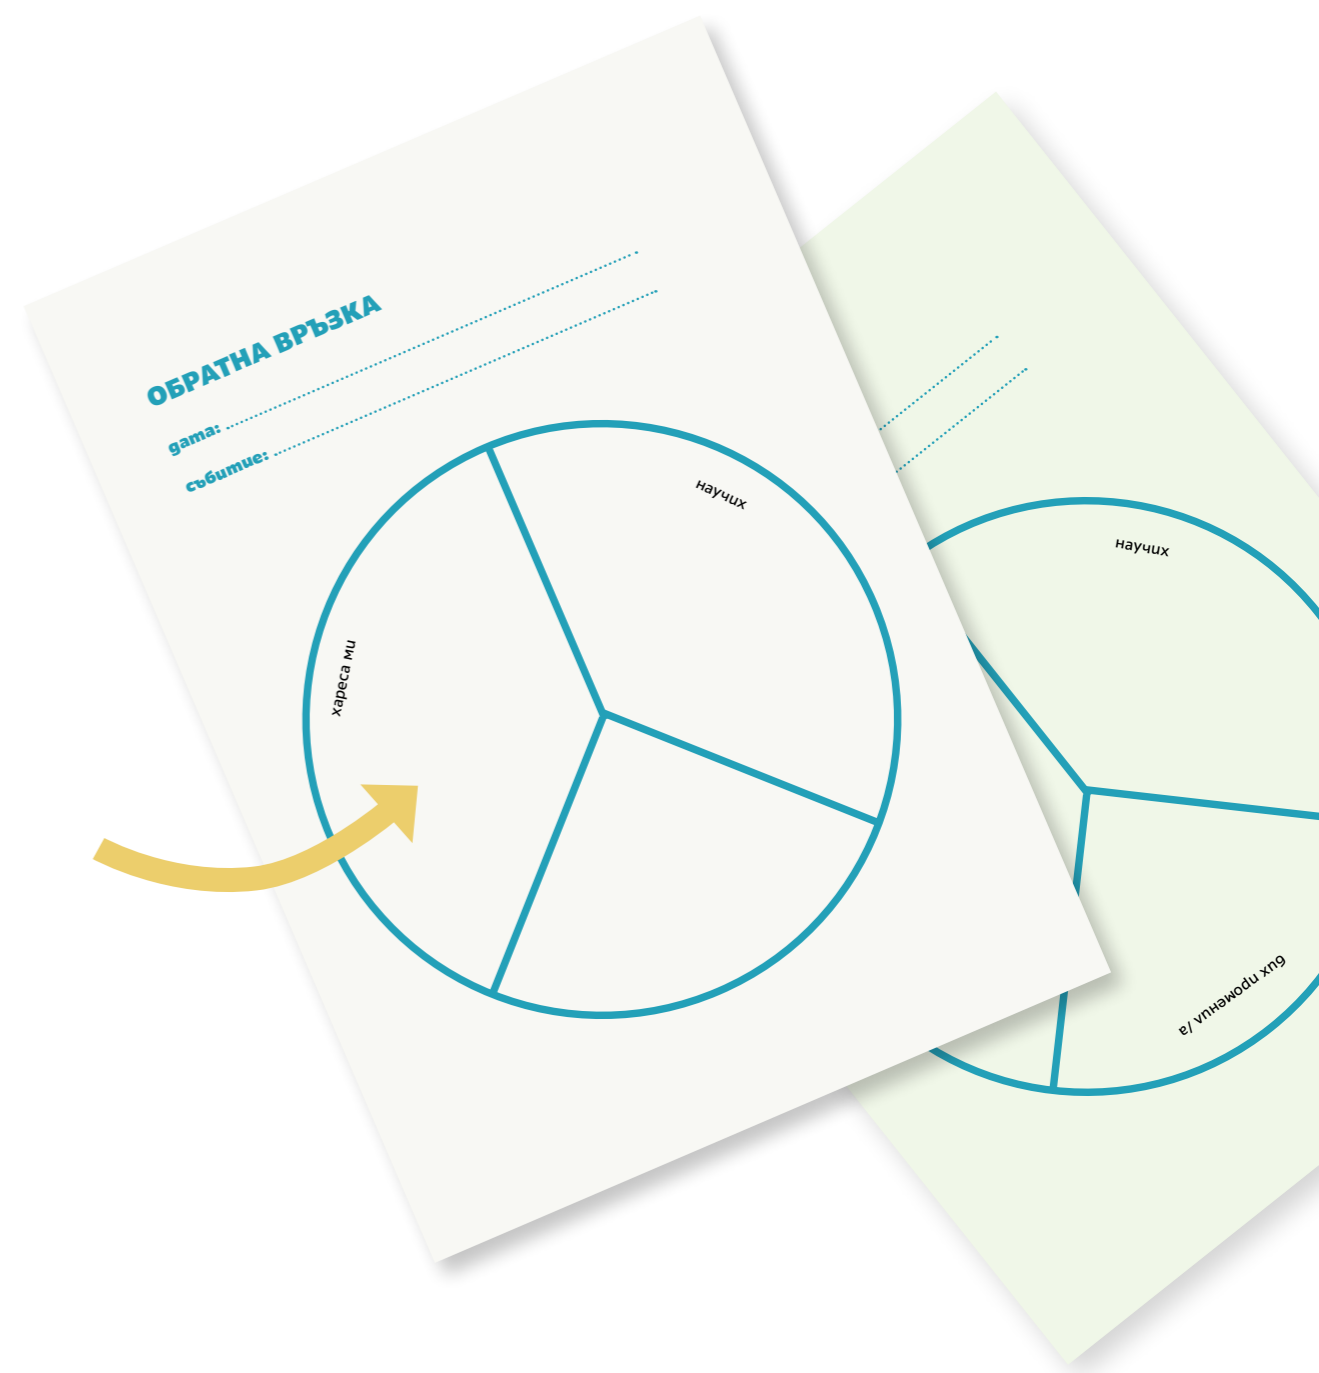 ОБРАТНА ВРЪЗКА
дата:
събитие:
научих
хареса ми
научих
бих променил /а